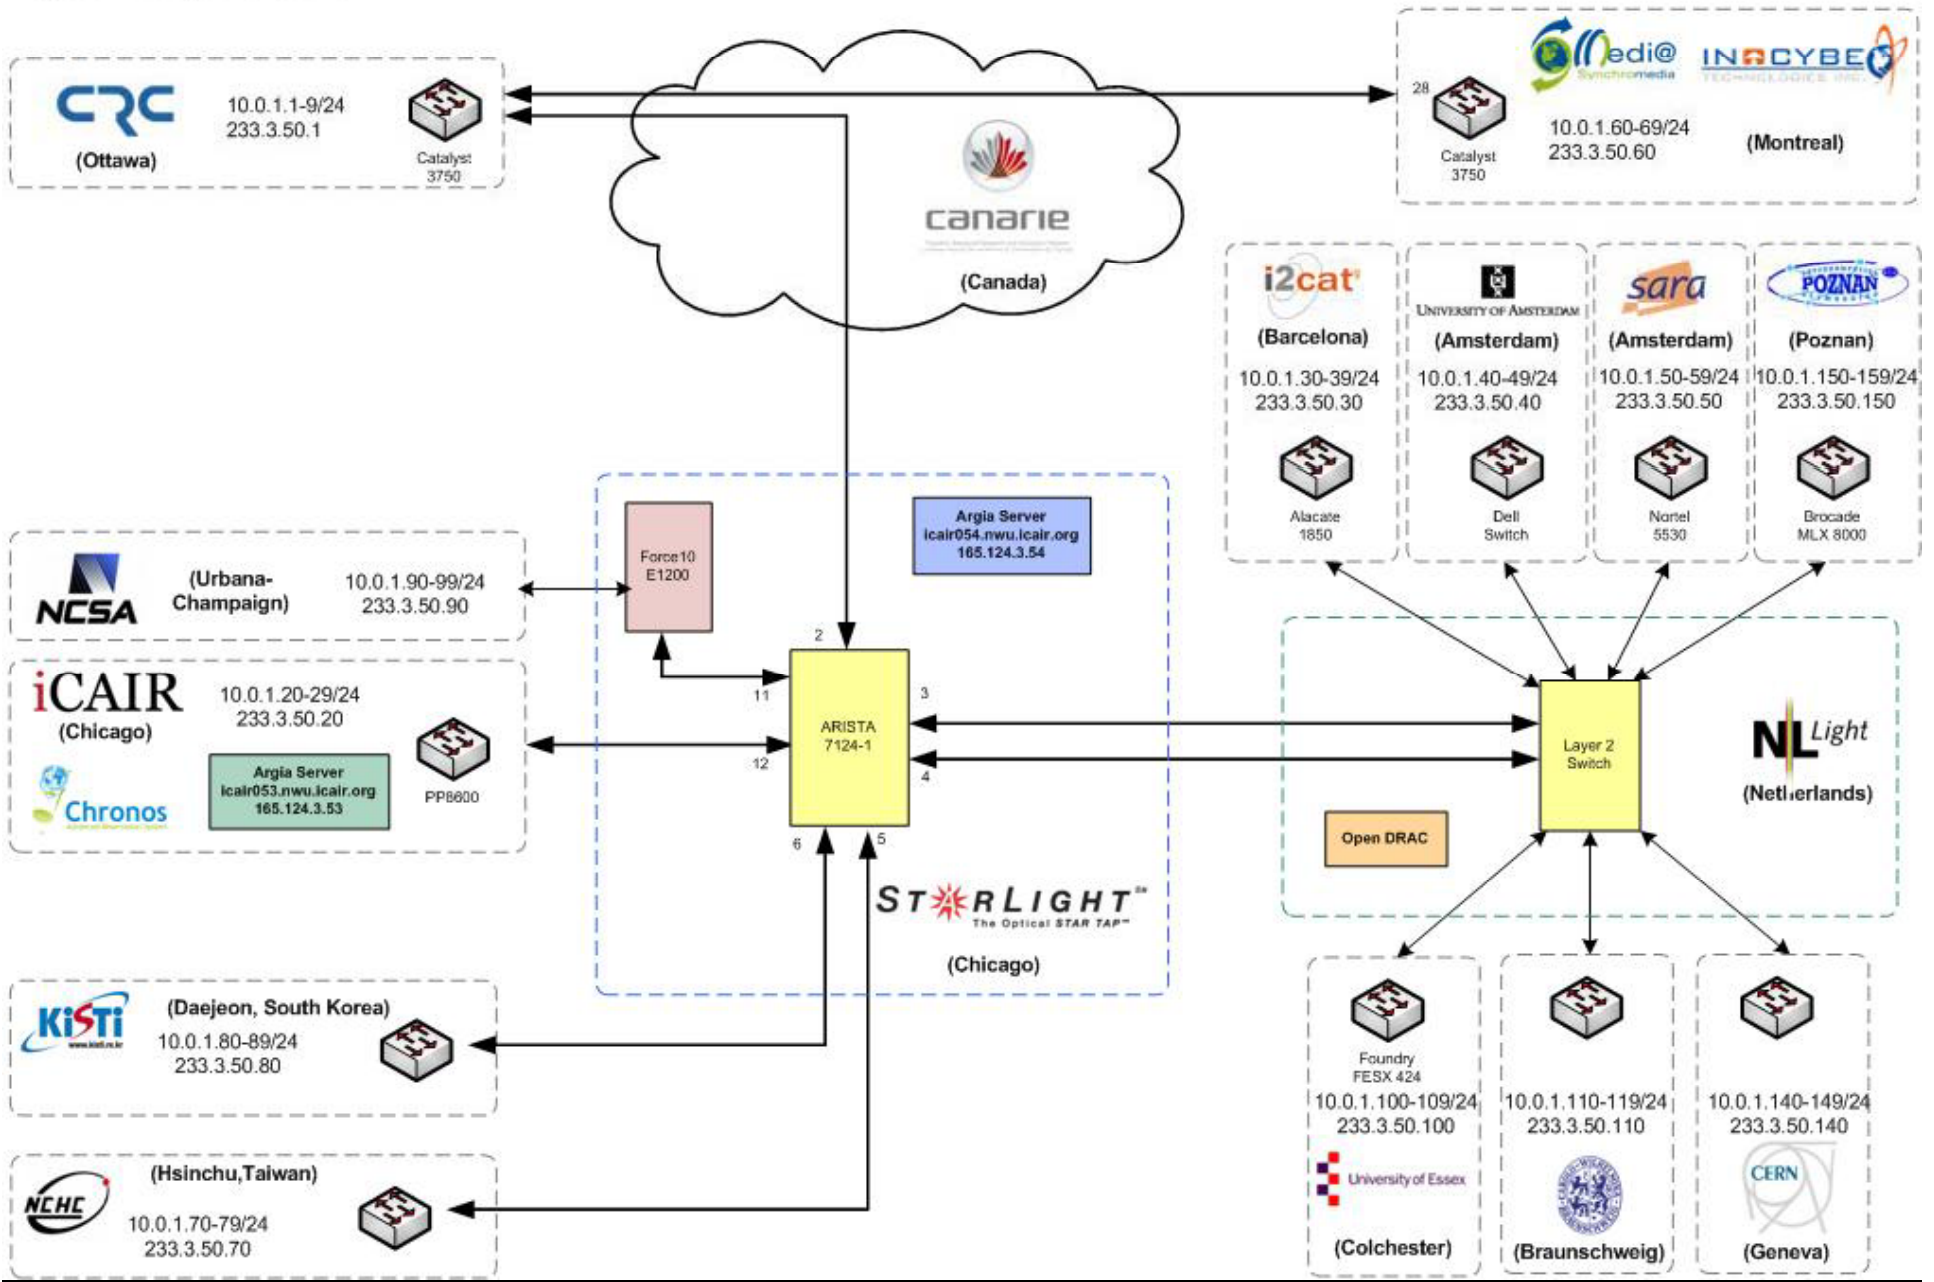 CRC
(Ottawa)
10.0.1.1-9/24
233.3.50.1
Catalyst
3750
canarie
(Canada)
28
Catalyst
3750
Medi@
Synchromedia
INOCYBE
TECHNOLOGIES INC.
10.0.1.60-69/24
233.3.50.60
(Montreal)
i2cat
(Barcelona)
10.0.1.30-39/24
233.3.50.30
Alacate
1850
UNIVERSITY OF AMSTERDAM
(Amsterdam)
10.0.1.40-49/24
233.3.50.40
Dell
Switch
sara
(Amsterdam)
10.0.1.50-59/24
233.3.50.50
Nortel
5530
POZNAN
(Poznan)
10.0.1.150-159/24
233.3.50.150
Brocade
MLX 8000
NCSA
(Urbana-
Champaign)
10.0.1.90-99/24
233.3.50.90
Force10
E1200
Argia Server
icair054.nwu.icair.org
165.124.3.54
iCAIR
(Chicago)
10.0.1.20-29/24
233.3.50.20
Chronos
Argia Server
icair053.nwu.icair.org
165.124.3.53
PP8600
2
11
12
3
4
6
5
ARISTA
7124-1
STARLIGHT
The Optical STAR TAP
(Chicago)
Layer 2
Switch
NLLight
(Netherlands)
Open DRAC
KiSTi
www.kisti.re.kr
(Daejeon, South Korea)
10.0.1.80-89/24
233.3.50.80
NCHC
(Hsinchu,Taiwan)
10.0.1.70-79/24
233.3.50.70
Foundry
FESX 424
10.0.1.100-109/24
233.3.50.100
University of Essex
(Colchester)
10.0.1.110-119/24
233.3.50.110
(Braunschweig)
10.0.1.140-149/24
233.3.50.140
CERN
(Geneva)